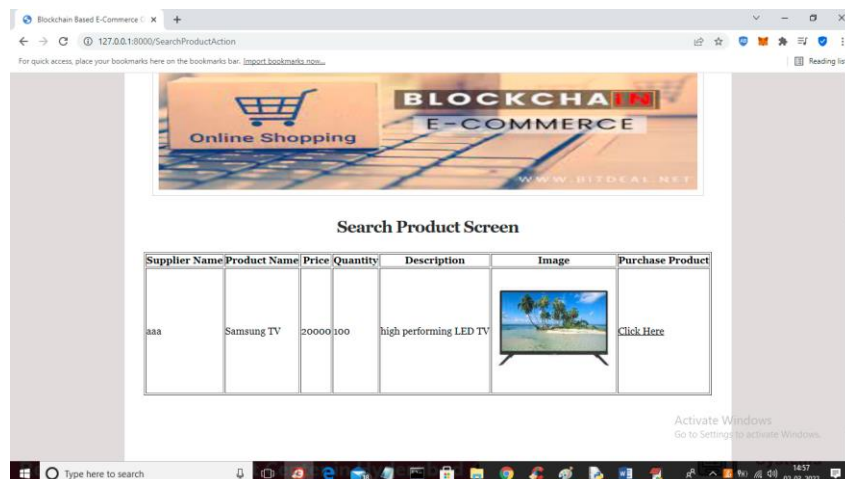 Blockchain Based E-Commerce
127.0.0.1:8000/SearchProductAction
For quick access, place your bookmarks here on the bookmarks bar. Import bookmarks now...
Reading list
Online Shopping
BLOCKCHAIN
E-COMMERCE
WWW.BITDEAL.NET
Search Product Screen
Supplier Name Product Name Price Quantity Description Image Purchase Product
aaa Samsung TV 20000 100 high performing LED TV Click Here
Activate Windows
Go to Settings to activate Windows.
Type here to search
14:57